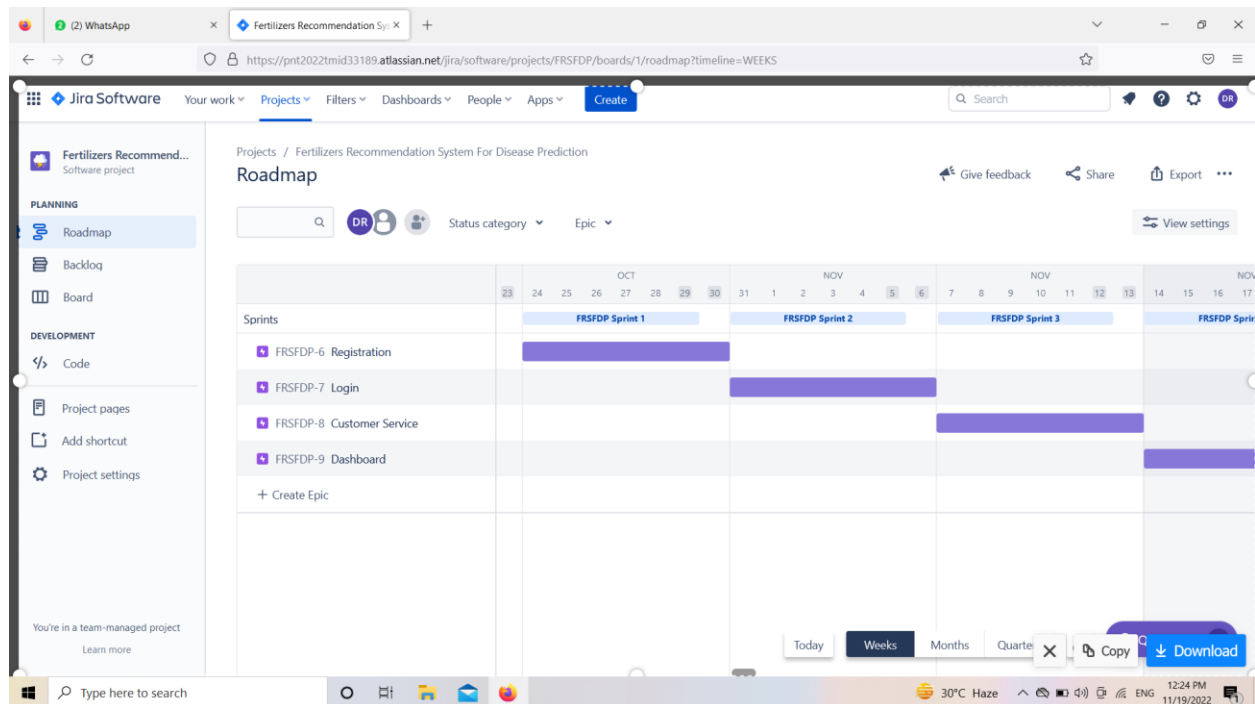 (2) WhatsApp
Fertilizers Recommendation Sy
https://pnt2022tmid33189.atlassian.net/jira/software/projects/FRSFDP/boards/1/roadmap?timeline=WEEKS
Jira Software Your work Projects Filters Dashboards People Apps Create Search DR
Fertilizers Recommend...
Software project
PLANNING
Roadmap
Backlog
Board
DEVELOPMENT
Code
Project pages
Add shortcut
Project settings
You're in a team-managed project
Learn more
Projects / Fertilizers Recommendation System For Disease Prediction
Roadmap
Give feedback Share Export
DR Status category Epic View settings
OCT NOV NOV NOV
23 24 25 26 27 28 29 30 31 1 2 3 4 5 6 7 8 9 10 11 12 13 14 15 16 17
Sprints FRSFDP Sprint 1 FRSFDP Sprint 2 FRSFDP Sprint 3 FRSFDP Sprin
FRSFDP-6 Registration
FRSFDP-7 Login
FRSFDP-8 Customer Service
FRSFDP-9 Dashboard
+ Create Epic
Today Weeks Months Quarte Copy Download
Type here to search
30°C Haze ENG 12:24 PM
11/19/2022